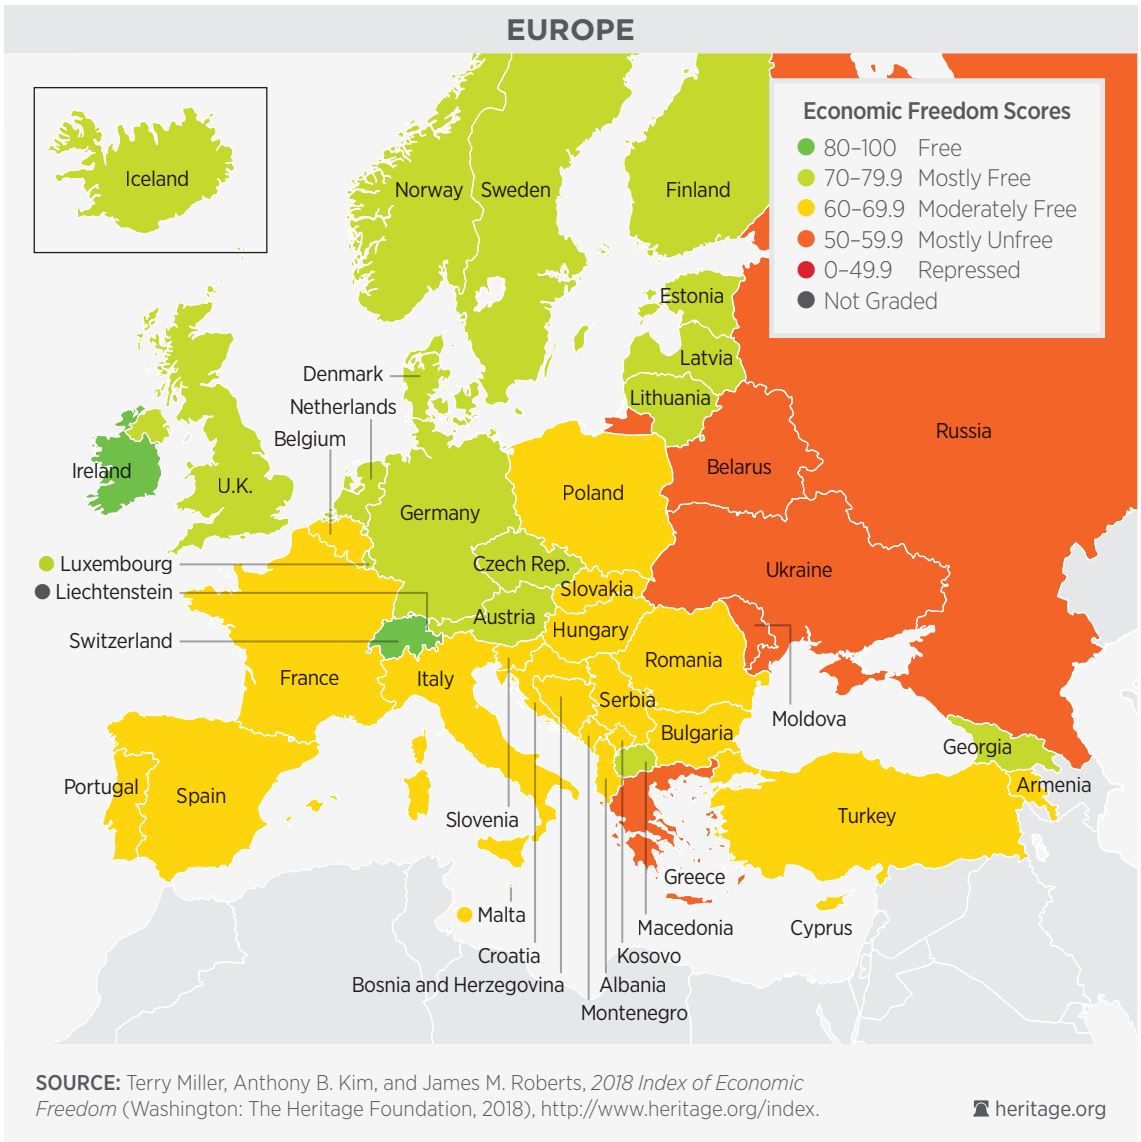 EUROPE
Economic Freedom Scores
80–100 Free
70–79.9 Mostly Free
60–69.9 Moderately Free
50–59.9 Mostly Unfree
0–49.9 Repressed
Not Graded
Iceland
Norway
Sweden
Finland
Estonia
Latvia
Denmark
Lithuania
Netherlands
Belgium
Russia
Ireland
Belarus
U.K.
Poland
Germany
Luxembourg
Czech Rep.
Ukraine
Liechtenstein
Slovakia
Austria
Switzerland
Hungary
Romania
France
Italy
Serbia
Moldova
Bulgaria
Georgia
Portugal
Spain
Armenia
Slovenia
Turkey
Greece
Malta
Macedonia
Cyprus
Croatia
Kosovo
Bosnia and Herzegovina
Albania
Montenegro
SOURCE: Terry Miller, Anthony B. Kim, and James M. Roberts, 2018 Index of Economic
Freedom (Washington: The Heritage Foundation, 2018), http://www.heritage.org/index.
heritage.org